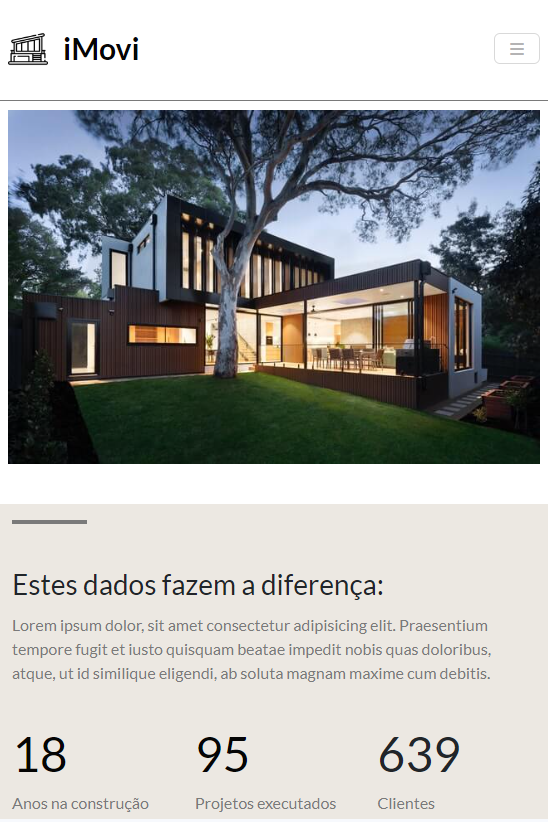 iMovi
Estes dados fazem a diferença:
Lorem ipsum dolor, sit amet consectetur adipisicing elit. Praesentium
tempore fugit et iusto quisquam beatae impedit nobis quas doloribus,
atque, ut id similique eligendi, ab soluta magnam maxime cum debitis.
18 95 639
Anos na construção Projetos executados Clientes